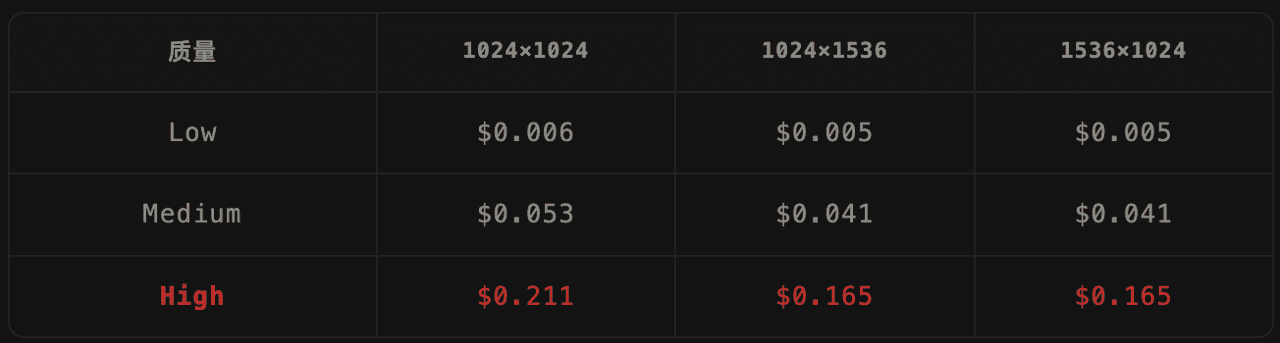 质量 1024×1024 1024×1536 1536×1024
Low $0.006 $0.005 $0.005
Medium $0.053 $0.041 $0.041
High $0.211 $0.165 $0.165